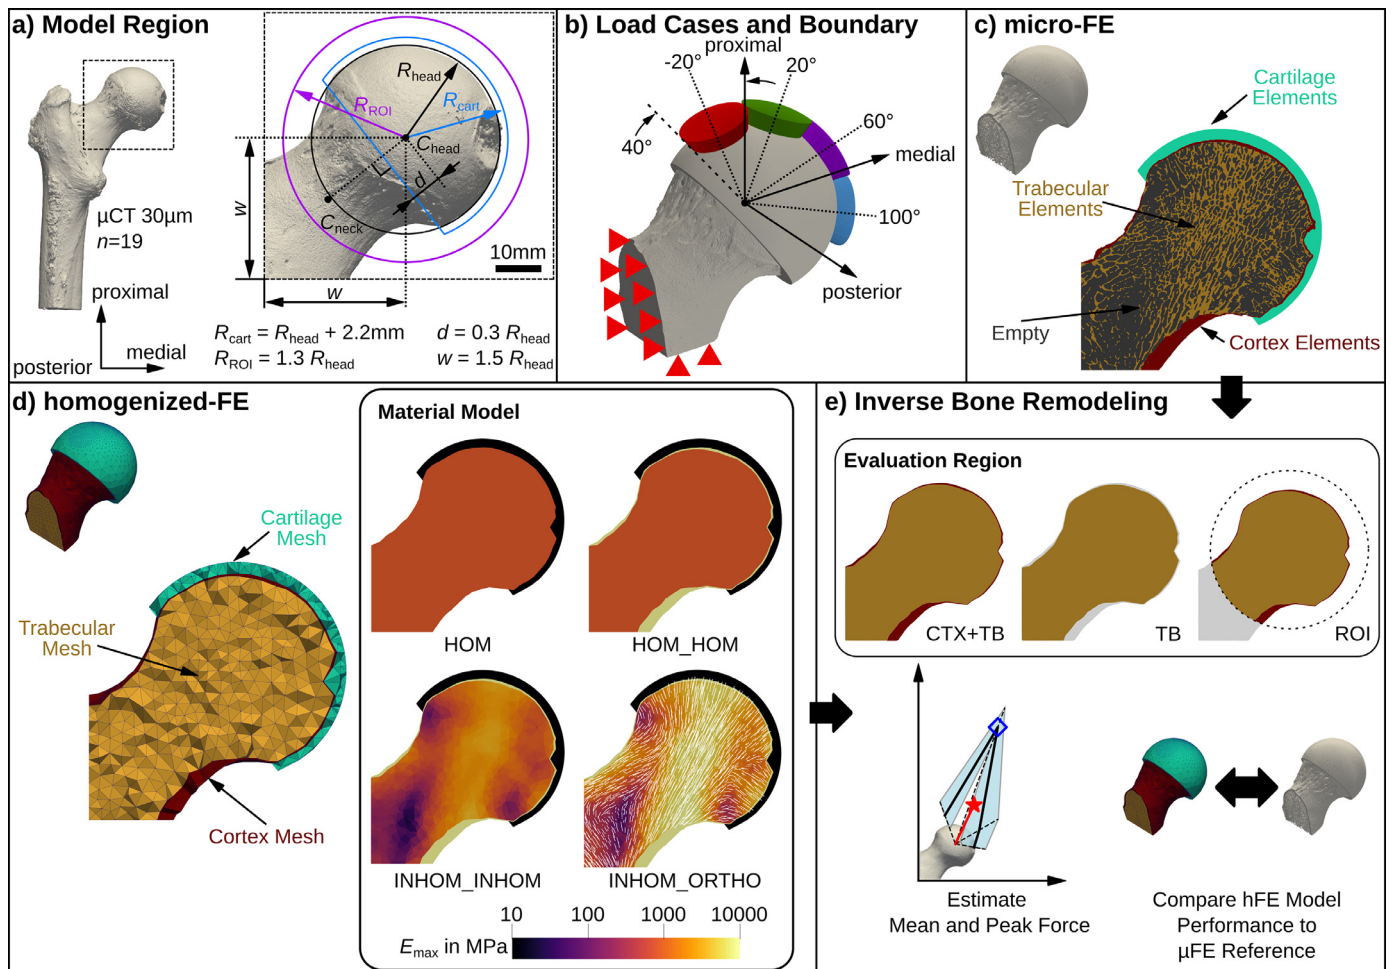 a) Model Region
R_head
R_ROI
R_cart
C_head
d
C_neck
w
w
10mm
µCT 30µm
n=19
proximal
posterior
medial
R_cart = R_head + 2.2mm
d = 0.3 R_head
R_ROI = 1.3 R_head
w = 1.5 R_head
b) Load Cases and Boundary
proximal
-20°
20°
40°
60°
medial
100°
posterior
c) micro-FE
Cartilage
Elements
Trabecular
Elements
Empty
Cortex Elements
d) homogenized-FE
Cartilage
Mesh
Trabecular
Mesh
Cortex Mesh
Material Model
HOM
HOM_HOM
INHOM_INHOM
INHOM_ORTHO
10
100
1000
10000
E_max in MPa
e) Inverse Bone Remodeling
Evaluation Region
CTX+TB
TB
ROI
Estimate
Mean and Peak Force
Compare hFE Model
Performance to
µFE Reference